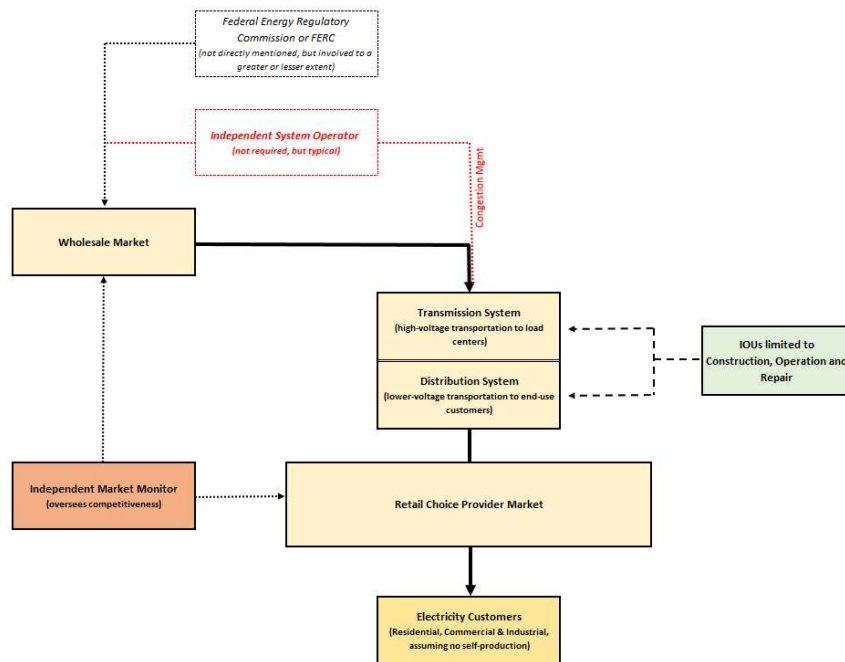 Federal Energy Regulatory
Commission or FERC
(not directly mentioned, but involved to a
greater or lesser extent)
Independent System Operator
(not required, but typical)
Congestion Mgmt
Wholesale Market
Transmission System
(high-voltage transportation to load
centers)
IOUs limited to
Construction, Operation and
Repair
Distribution System
(lower-voltage transportation to end-use
customers)
Independent Market Monitor
(oversees competitiveness)
Retail Choice Provider Market
Electricity Customers
(Residential, Commercial & Industrial,
assuming no self-production)